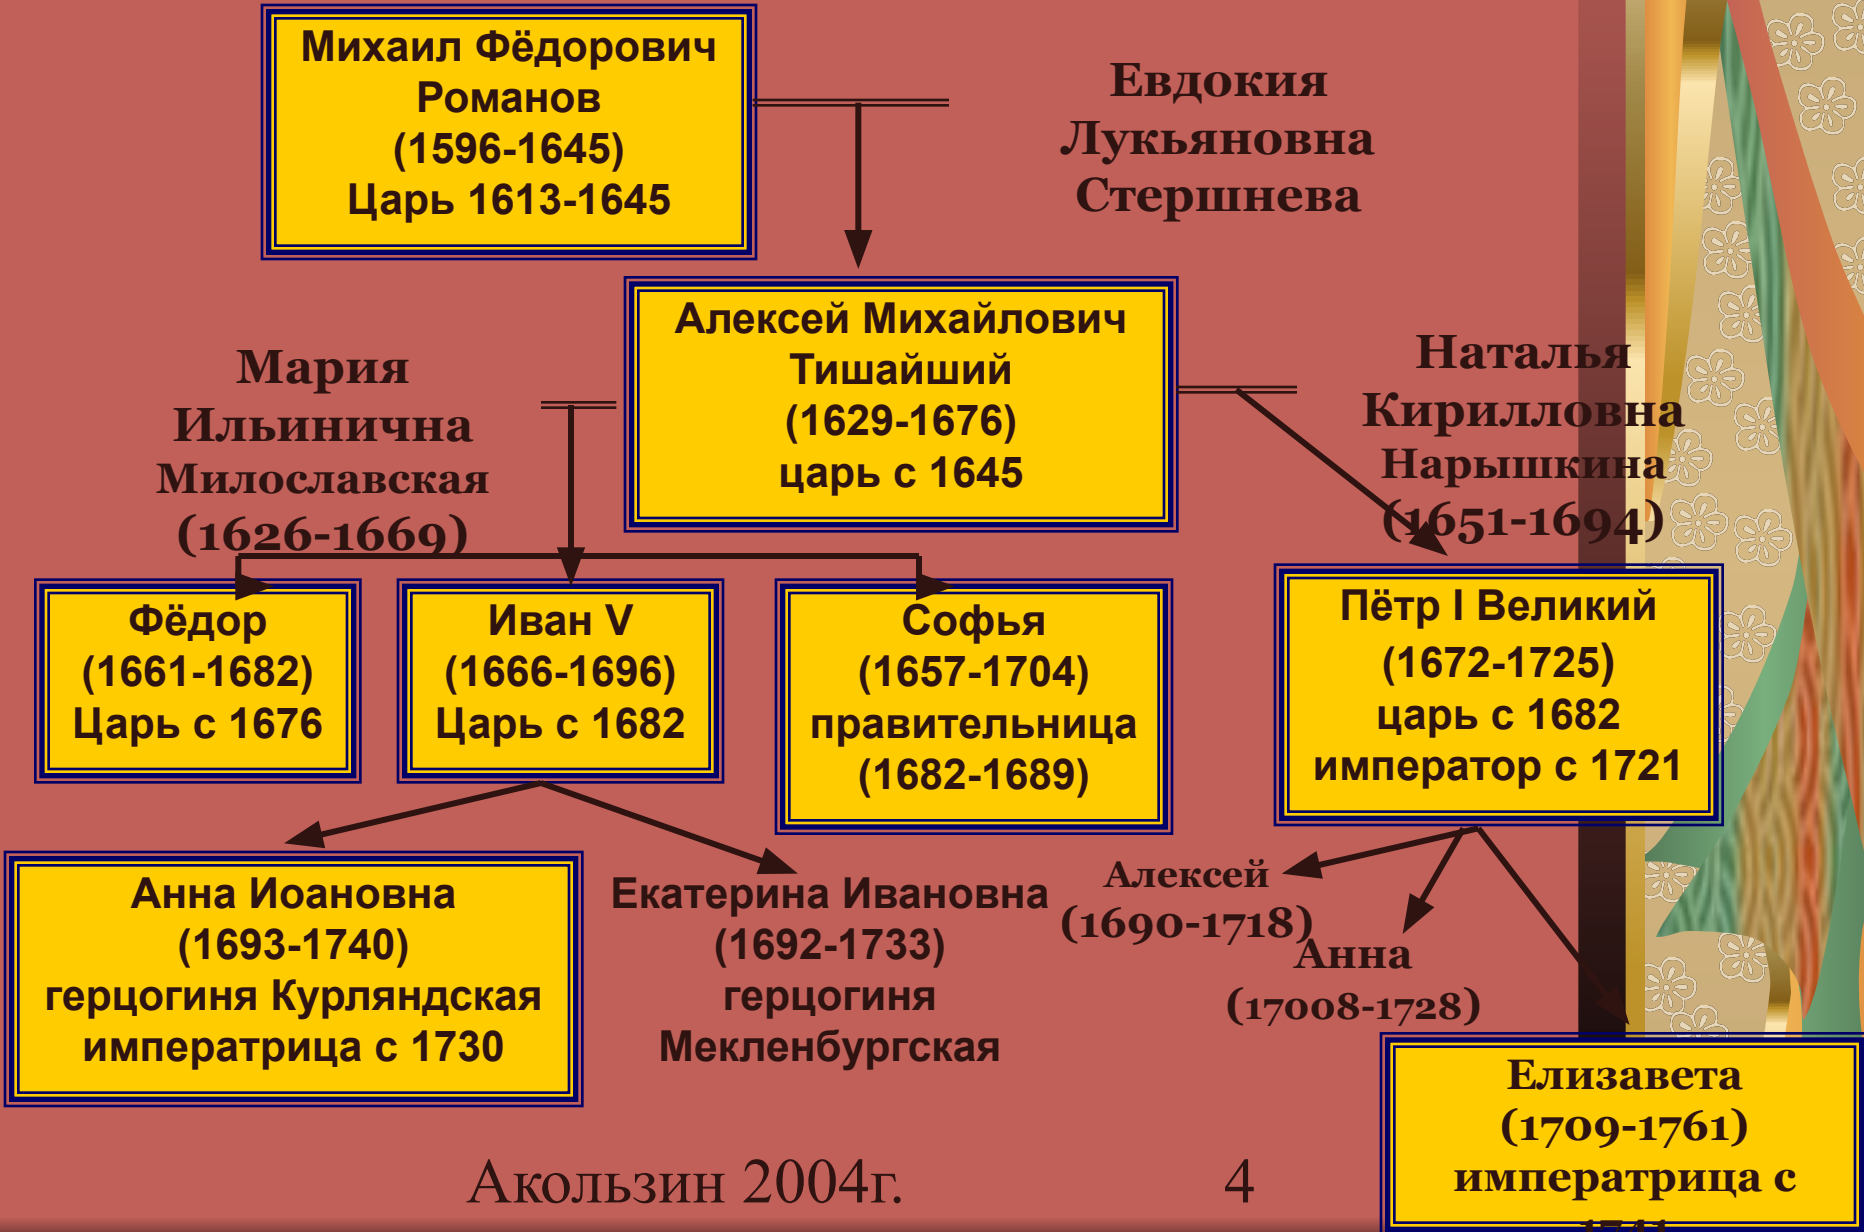 Михаил Фёдорович
Романов
(1596-1645)
Царь 1613-1645
Евдокия
Лукьяновна
Стершнева
Алексей Михайлович
Тишайший
(1629-1676)
царь с 1645
Мария
Ильинична
Милославская
(1626-1669)
Наталья
Кирилловна
Нарышкина
(1651-1694)
Фёдор
(1661-1682)
Царь с 1676
Иван V
(1666-1696)
Царь с 1682
Софья
(1657-1704)
правительница
(1682-1689)
Пётр I Великий
(1672-1725)
царь с 1682
император с 1721
Анна Иоановна
(1693-1740)
герцогиня Курляндская
императрица с 1730
Екатерина Ивановна
(1692-1733)
герцогиня
Мекленбургская
Алексей
(1690-1718)
Анна
(17008-1728)
Елизавета
(1709-1761)
императрица с
1741
Акользин 2004г.
4